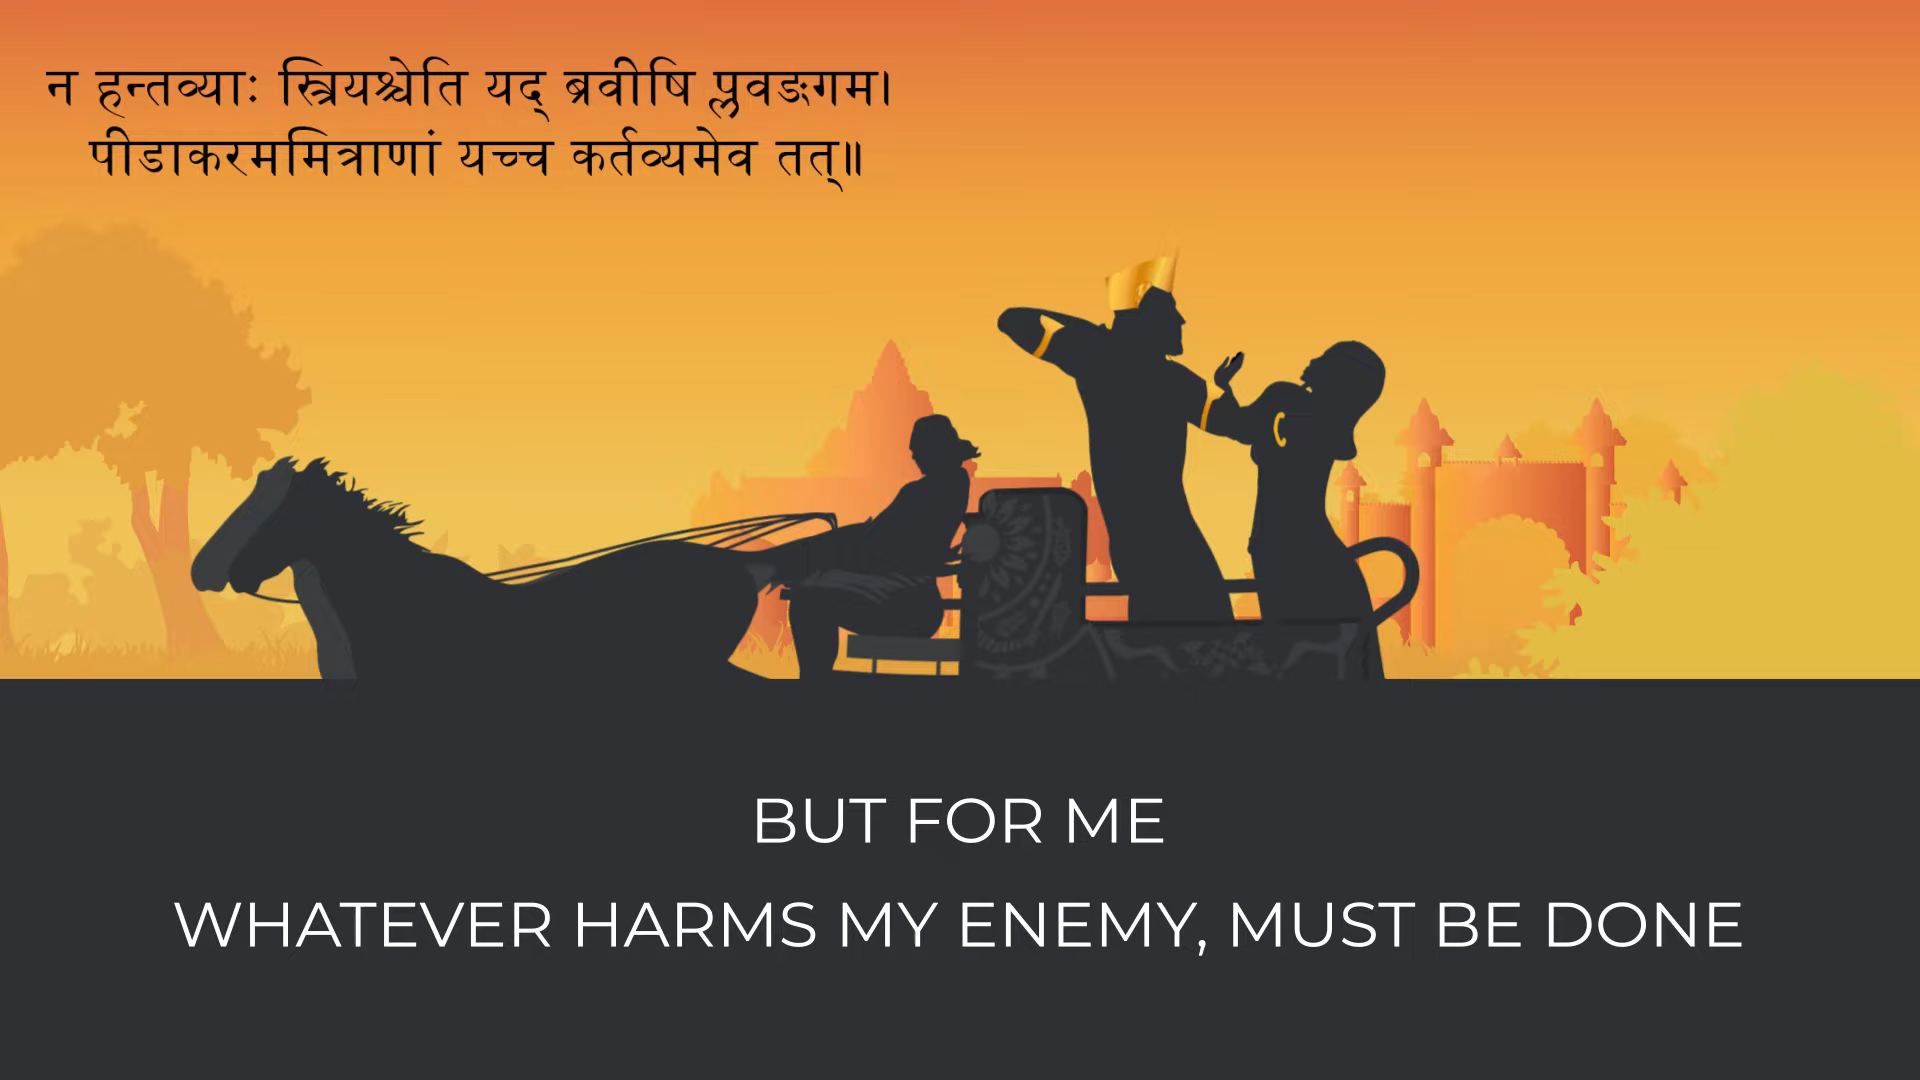 न हन्तव्याः स्त्रियश्चेति यद् ब्रवीषि प्लवङ्गम।
पीडाकरममित्राणां यच्च कर्तव्यमेव तत्॥
BUT FOR ME
WHATEVER HARMS MY ENEMY, MUST BE DONE